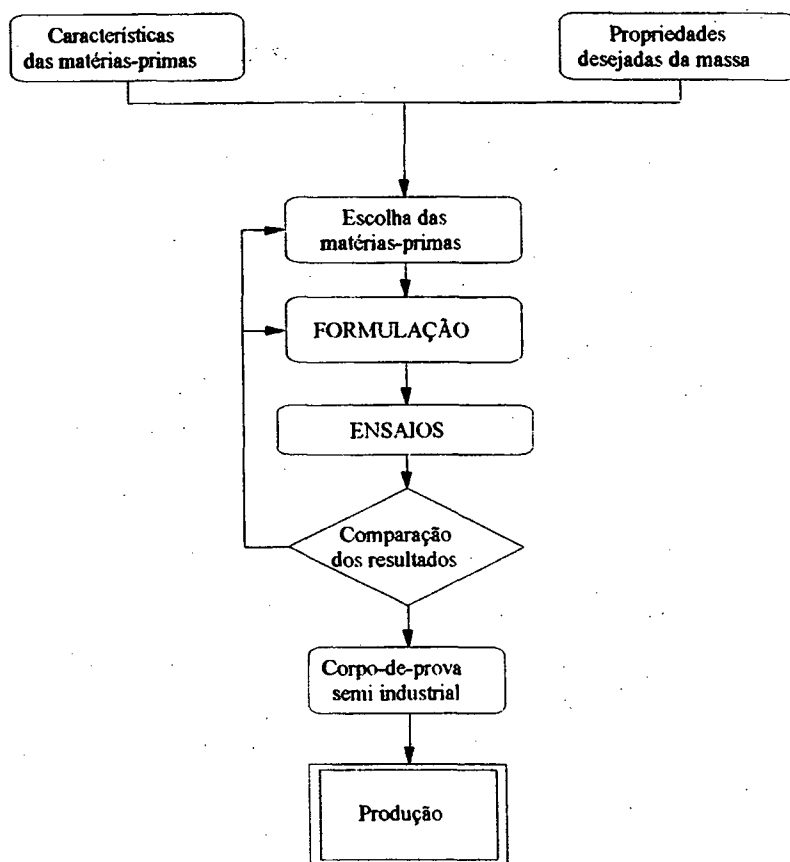 Características
das matérias-primas
Propriedades
desejadas da massa
Escolha das
matérias-primas
FORMULAÇÃO
ENSAIOS
Comparação
dos resultados
Corpo-de-prova
semi industrial
Produção